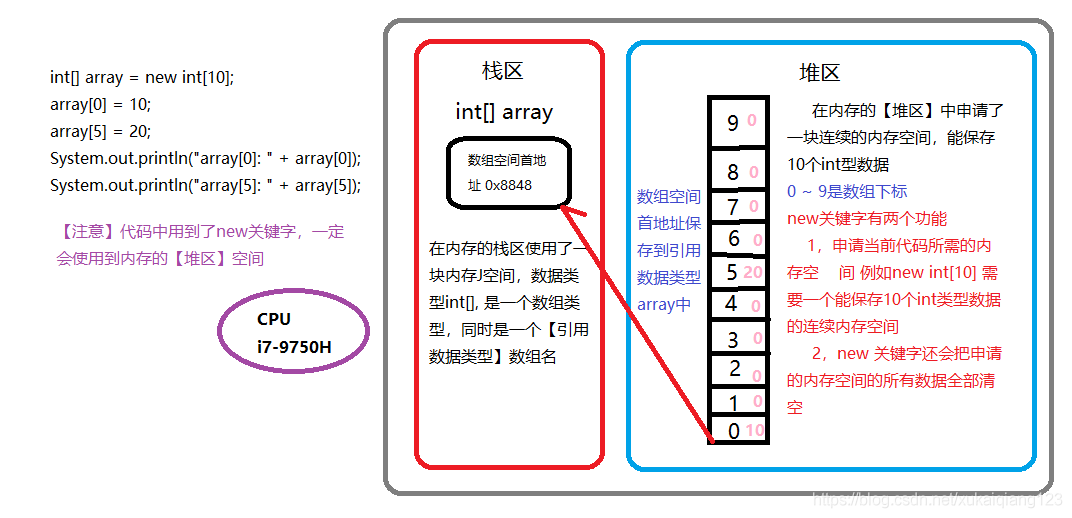 int[] array = new int[10];
array[0] = 10;
array[5] = 20;
System.out.println("array[0]: " + array[0]);
System.out.println("array[5]: " + array[5]);
【注意】代码中用到了new关键字，一定
会使用到内存的【堆区】空间
CPU
i7-9750H
栈区
int[] array
数组空间首地
址 0x8848
在内存的栈区使用了一
块内存J空间，数据类
型int[], 是一个数组类
型，同时是一个【引用
数据类型】数组名
堆区
数组空间
首地址保
存到引用
数据类型
array中
9 0
8 0
7 0
6 0
5 20
4 0
3 0
2 0
1 0
0 10
在内存的【堆区】中申请了
一块连续的内存空间，能保存
10个int型数据
0 ~ 9是数组下标
new关键字有两个功能
1，申请当前代码所需的内
存空 间 例如new int[10] 需
要一个能保存10个int类型数据
的连续内存空间
2，new 关键字还会把申请
的内存空间的所有数据全部清
空
https://blog.csdn.net/xukaiqiang123